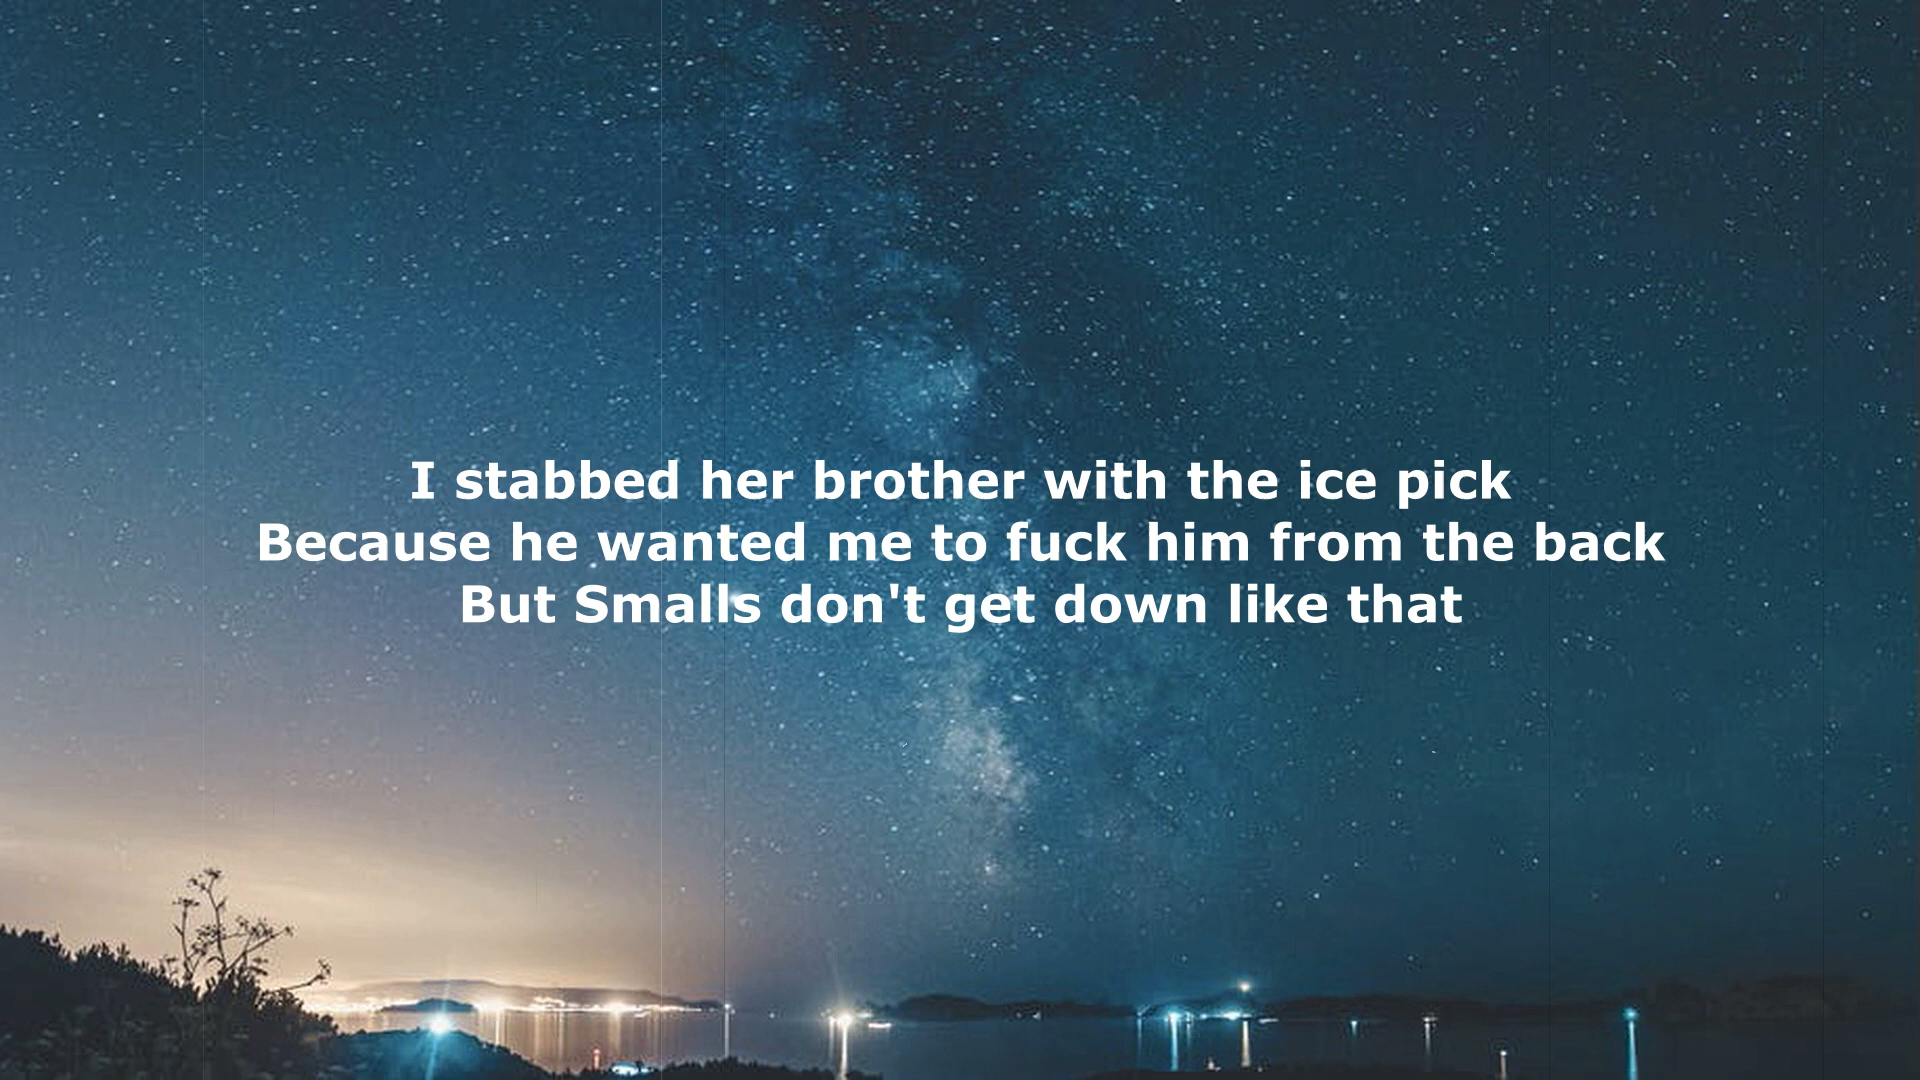 I stabbed her brother with the ice pick
Because he wanted me to fuck him from the back
But Smalls don't get down like that